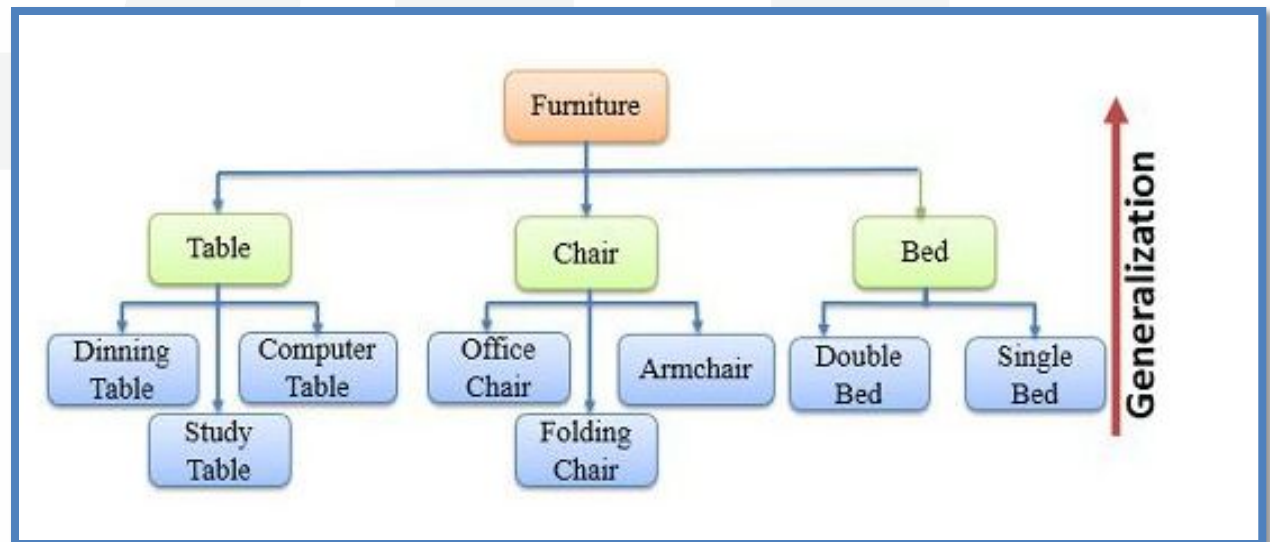 Furniture
Table
Chair
Bed
Dinning
Table
Computer
Table
Study
Table
Office
Chair
Armchair
Folding
Chair
Double
Bed
Single
Bed
Generalization